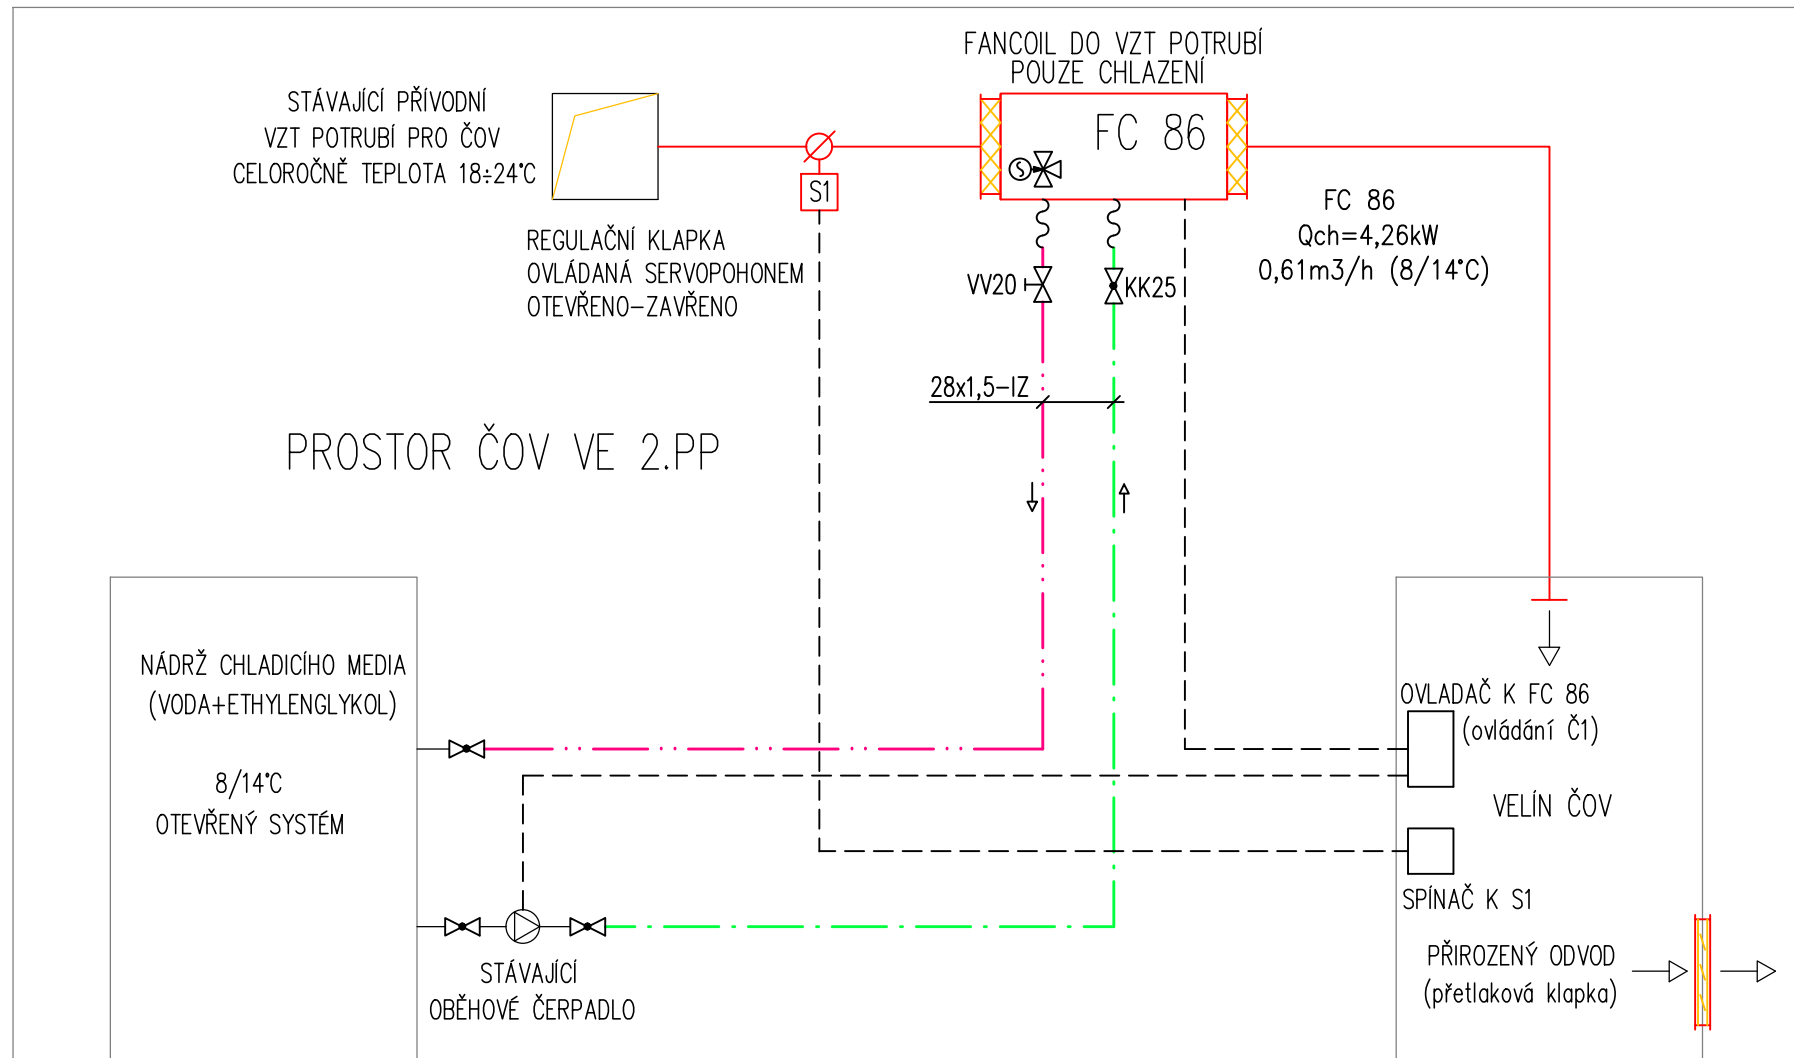 FANCOIL DO VZT POTRUBÍ
POUZE CHLAZENÍ
STÁVAJÍCÍ PŘÍVODNÍ
VZT POTRUBÍ PRO ČOV
CELOROČNĚ TEPLOTA 18÷24°C
FC 86
S1
REGULAČNÍ KLAPKA
OVLÁDANÁ SERVOPOHONEM
OTEVŘENO-ZAVŘENO
FC 86
Qch=4,26kW
0,61m3/h (8/14°C)
VV20
KK25
28x1,5-IZ
PROSTOR ČOV VE 2.PP
NÁDRŽ CHLADICÍHO MEDIA
(VODA+ETHYLENGLYKOL)
8/14°C
OTEVŘENÝ SYSTÉM
OVLADAČ K FC 86
(ovládání Č1)
VELÍN ČOV
SPÍNAČ K S1
STÁVAJÍCÍ
OBĚHOVÉ ČERPADLO
PŘIROZENÝ ODVOD
(přetlaková klapka)